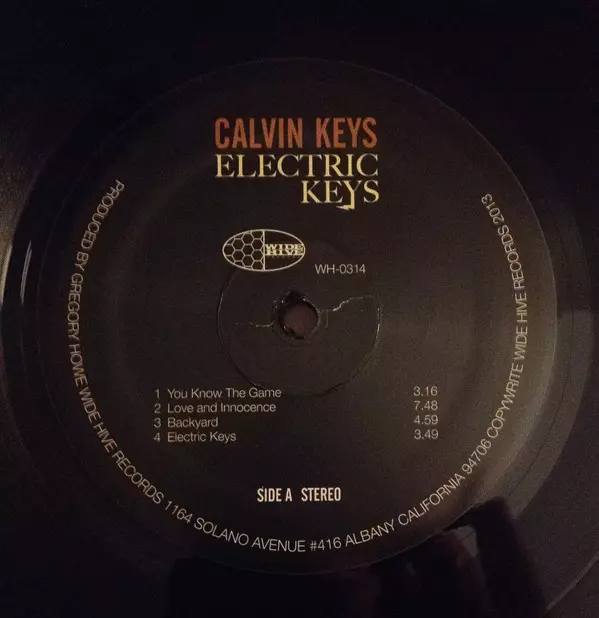 CALVIN KEYS
ELECTRIC
KEYS
WIDE
HIVE
WH-0314
1 You Know The Game 3.16
2 Love and Innocence 7.48
3 Backyard 4.59
4 Electric Keys 3.49
SIDE A STEREO
PRODUCED BY GREGORY HOWE WIDE HIVE RECORDS 1164 SOLANO AVENUE #416 ALBANY CALIFORNIA 94706 COPYWRITE WIDE HIVE RECORDS 2013